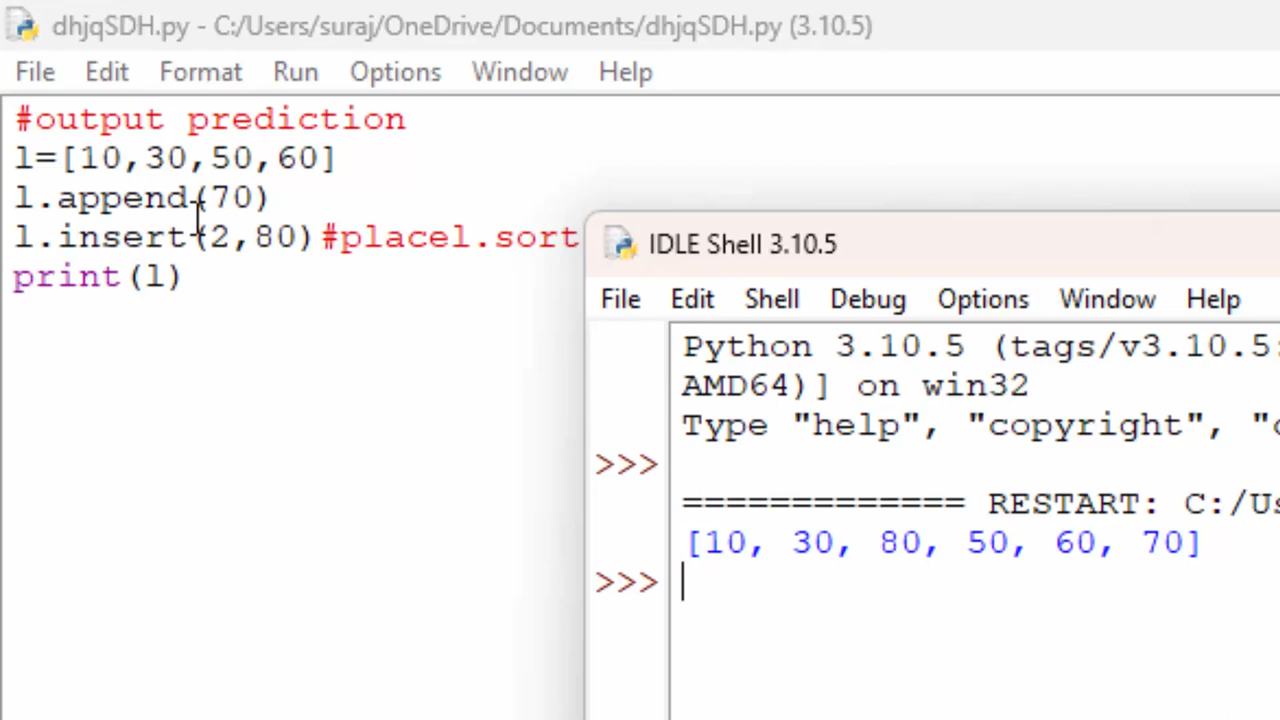 dhjqSDH.py - C:/Users/suraj/OneDrive/Documents/dhjqSDH.py (3.10.5)
File Edit Format Run Options Window Help
#output prediction
l=[10,30,50,60]
l.append(70)
l.insert(2,80)#placel.sort
print(l)
IDLE Shell 3.10.5
File Edit Shell Debug Options Window Help
Python 3.10.5 (tags/v3.10.5:
AMD64)] on win32
Type "help", "copyright", "c
>>>
============= RESTART: C:/Us
[10, 30, 80, 50, 60, 70]
>>>